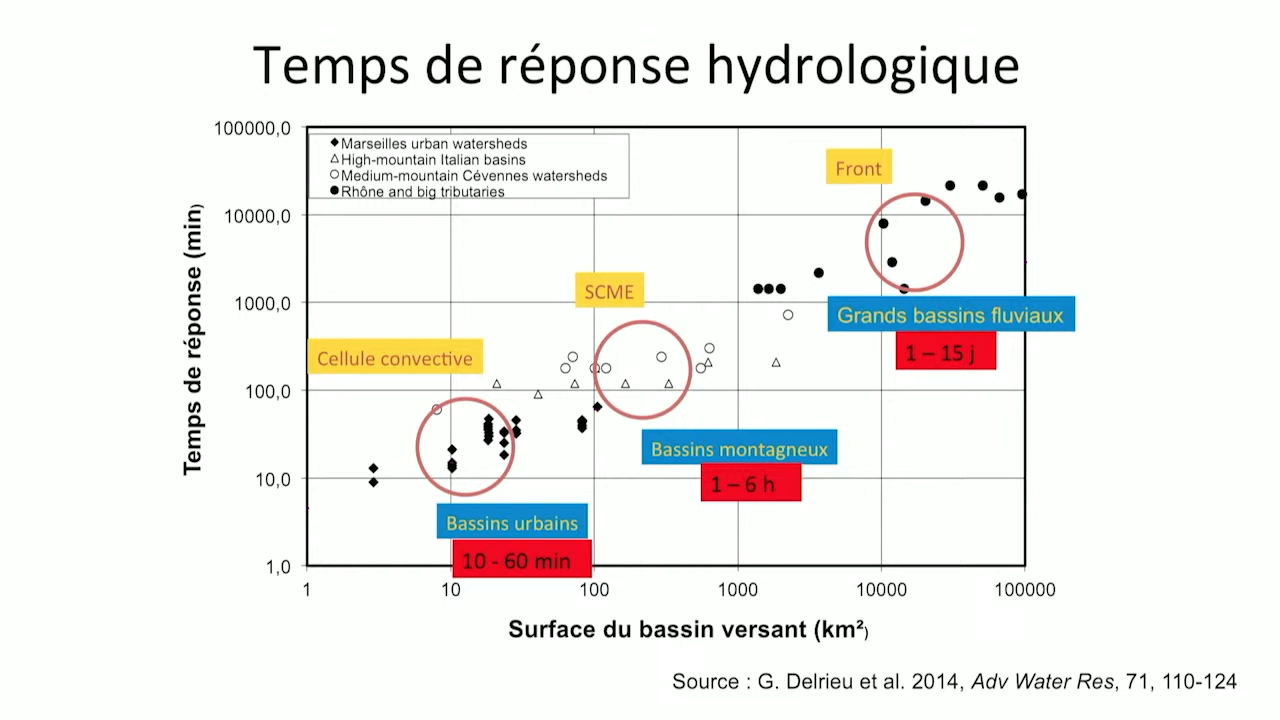 Temps de réponse hydrologique
100000,0
10000,0
1000,0
100,0
10,0
1,0
Temps de réponse (min)
Marseilles urban watersheds
High-mountain Italian basins
Medium-mountain Cévennes watersheds
Rhône and big tributaries
Front
SCME
Cellule convective
Grands bassins fluviaux
1 – 15 j
Bassins montagneux
1 – 6 h
Bassins urbains
10 - 60 min
1
10
100
1000
10000
100000
Surface du bassin versant (km²)
Source : G. Delrieu et al. 2014, Adv Water Res, 71, 110-124